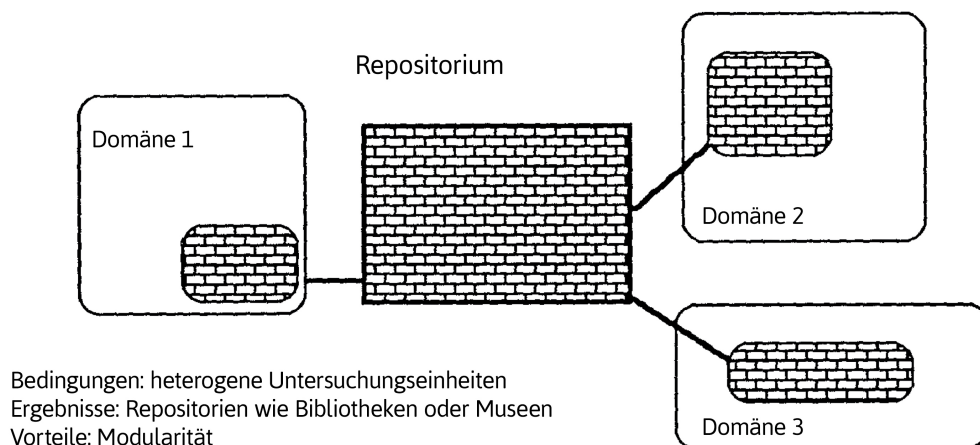 Repositorium
Domäne 1
Domäne 2
Domäne 3
Bedingungen: heterogene Untersuchungseinheiten
Ergebnisse: Repositorien wie Bibliotheken oder Museen
Vorteile: Modularität